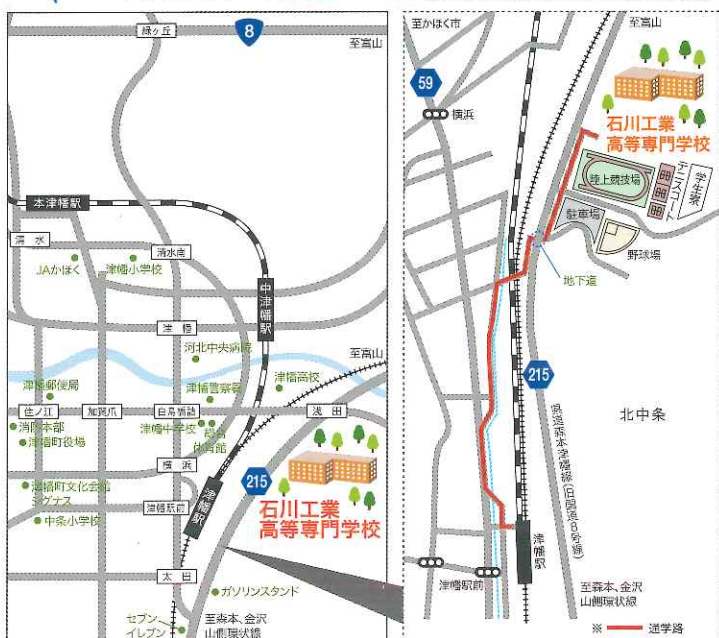 緑ヶ丘
8
至富山
本津幡駅
清水
清水南
JAかほく
津幡小学校
中津幡駅
津幡
河北中央病院
至富山
津幡郵便局
津幡警察署
津幡高校
住ノ江
加賀爪
白鳥橋詰
浅田
消防本部
津幡町役場
津幡中学校
総合
体育館
横浜
215
石川工業
高等専門学校
津幡町文化会館
シグナス
津幡駅前
津幡駅
中条小学校
太田
ガソリンスタンド
セブン
イレブン
至森本、金沢
山側環状線
至かほく市
至富山
59
横浜
石川工業
高等専門学校
陸上競技場
テニスコート
学生寮
駐車場
野球場
地下道
215
北中条
県道森本津幡線(旧国道8号線)
津幡駅
津幡駅前
至森本、金沢
山側環状線
※ 通学路